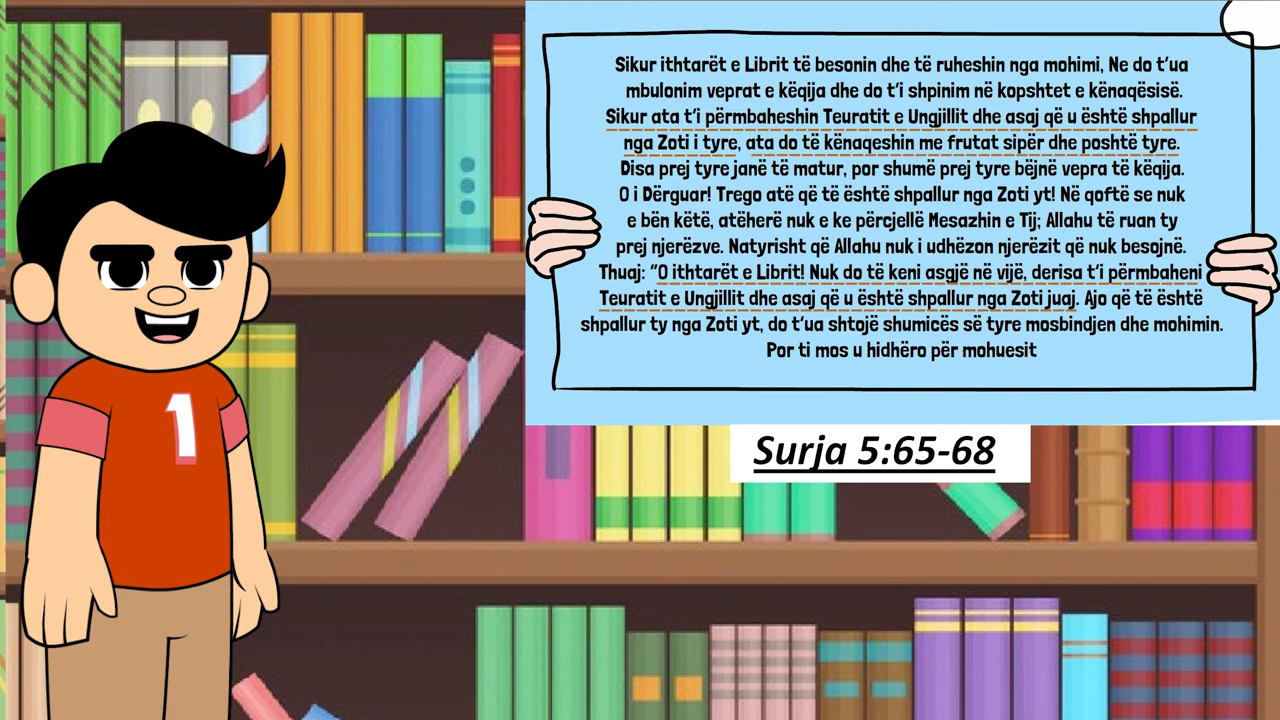 Sikur ithtarët e Librit të besonin dhe të ruheshin nga mohimi, Ne do t'ua
mbulonim veprat e këqija dhe do t'i shpinim në kopshtet e kënaqësisë.
Sikur ata t'i përmbaheshin Teuratit e Ungjillit dhe asaj që u është shpallur
nga Zoti i tyre, ata do të kënaqeshin me frutat sipër dhe poshtë tyre.
Disa prej tyre janë të matur, por shumë prej tyre bëjnë vepra të këqija.
O i Dërguar! Trego atë që të është shpallur nga Zoti yt! Në qoftë se nuk
e bën këtë, atëherë nuk e ke përcjellë Mesazhin e Tij; Allahu të ruan ty
prej njerëzve. Natyrisht që Allahu nuk i udhëzon njerëzit që nuk besojnë.
Thuaj: "O ithtarët e Librit! Nuk do të keni asgjë në vijë, derisa t'i përmbaheni
Teuratit e Ungjillit dhe asaj që u është shpallur nga Zoti juaj. Ajo që të është
shpallur ty nga Zoti yt, do t'ua shtojë shumicës së tyre mosbindjen dhe mohimin.
Por ti mos u hidhëro për mohuesit
Surja 5:65-68
1